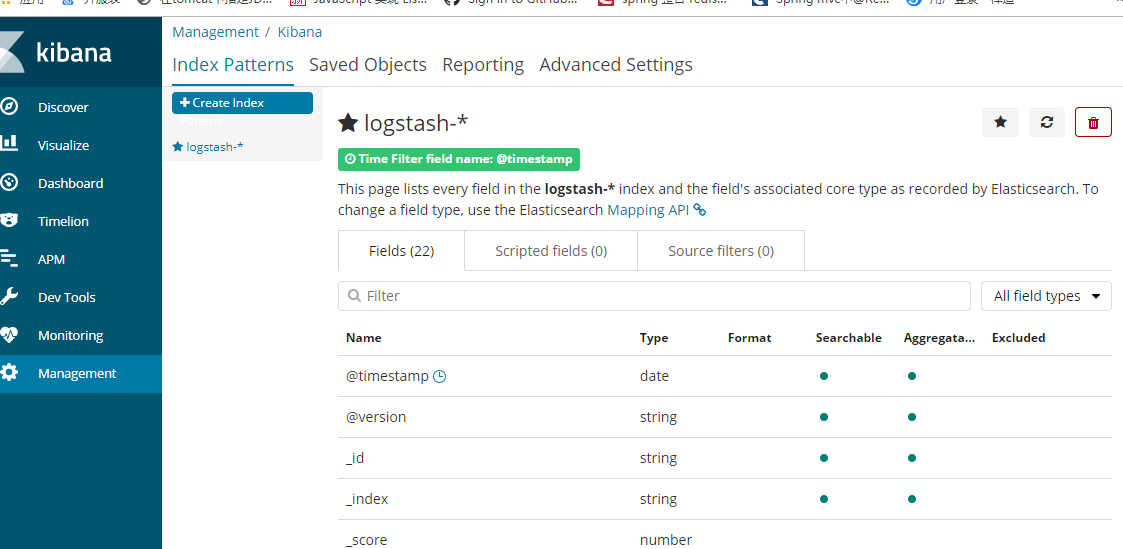 Management / Kibana
kibana
Index Patterns Saved Objects Reporting Advanced Settings
Discover
Visualize
Dashboard
Timelion
APM
Dev Tools
Monitoring
Management
Create Index
Pattern
logstash-*
logstash-*
Time Filter field name: @timestamp
This page lists every field in the logstash-* index and the field's associated core type as recorded by Elasticsearch. To
change a field type, use the Elasticsearch Mapping API
Fields (22) Scripted fields (0) Source filters (0)
Filter All field types
Name Type Format Searchable Aggregata... Excluded
@timestamp date
@version string
_id string
_index string
_score number